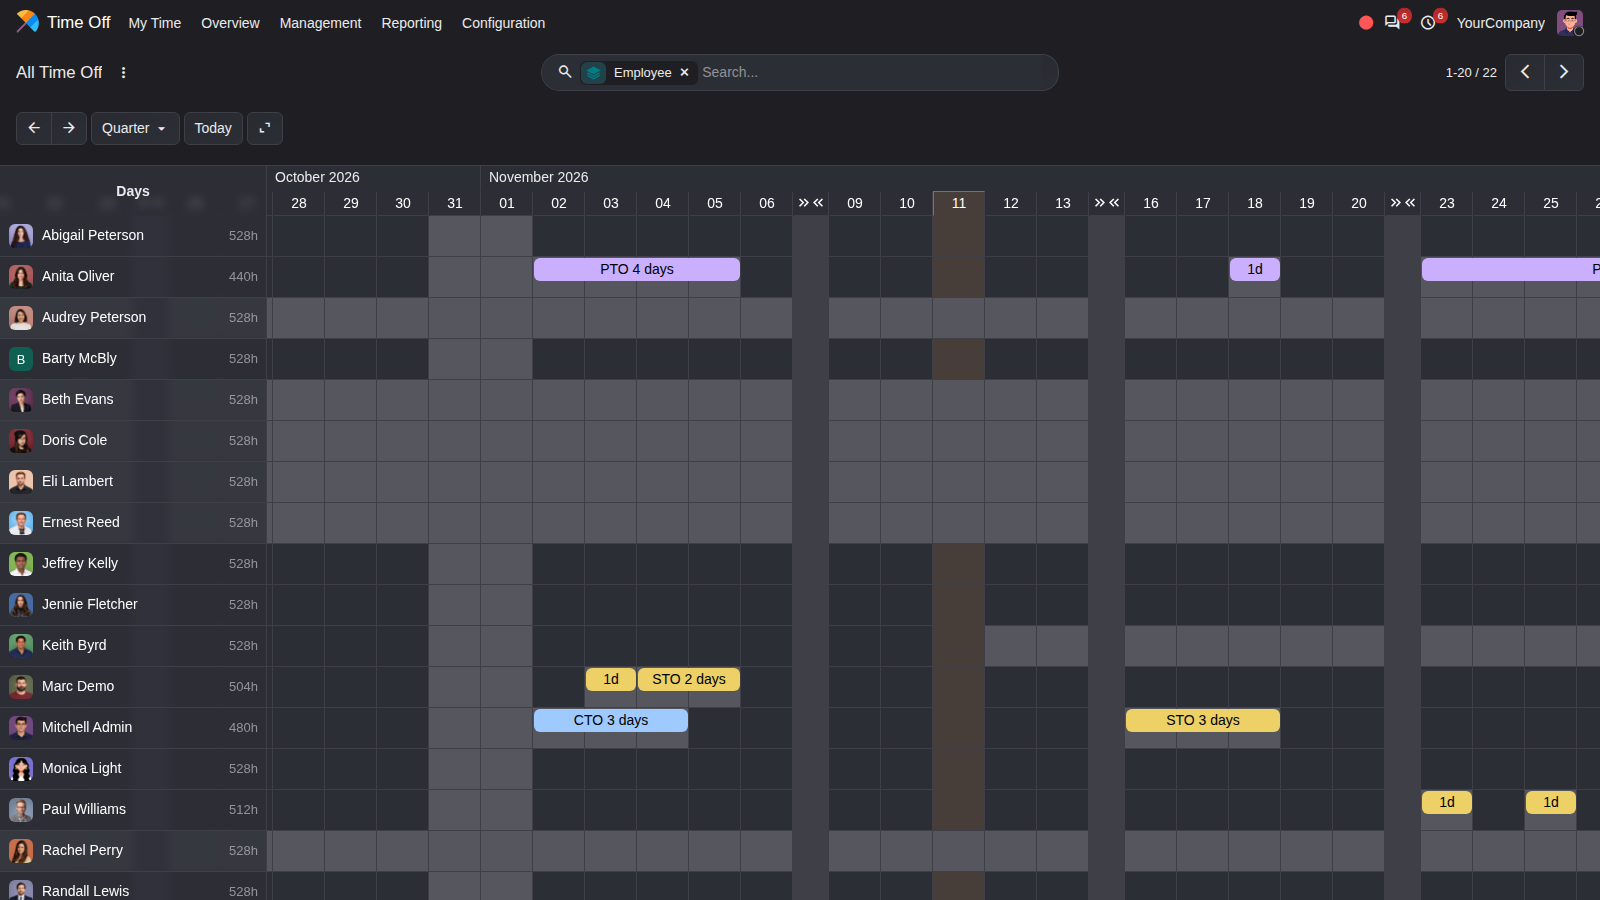 Time Off My Time Overview Management Reporting Configuration 6 6 YourCompany
All Time Off Employee Search... 1-20 / 22
Quarter Today
Days October 2026 November 2026
28 29 30 31 01 02 03 04 05 06 09 10 11 12 13 16 17 18 19 20 23 24 25
Abigail Peterson 528h
Anita Oliver 440h PTO 4 days 1d P
Audrey Peterson 528h
B Barty McBly 528h
Beth Evans 528h
Doris Cole 528h
Eli Lambert 528h
Ernest Reed 528h
Jeffrey Kelly 528h
Jennie Fletcher 528h
Keith Byrd 528h
Marc Demo 504h 1d STO 2 days
Mitchell Admin 480h CTO 3 days STO 3 days
Monica Light 528h
Paul Williams 512h 1d 1d
Rachel Perry 528h
Randall Lewis 528h